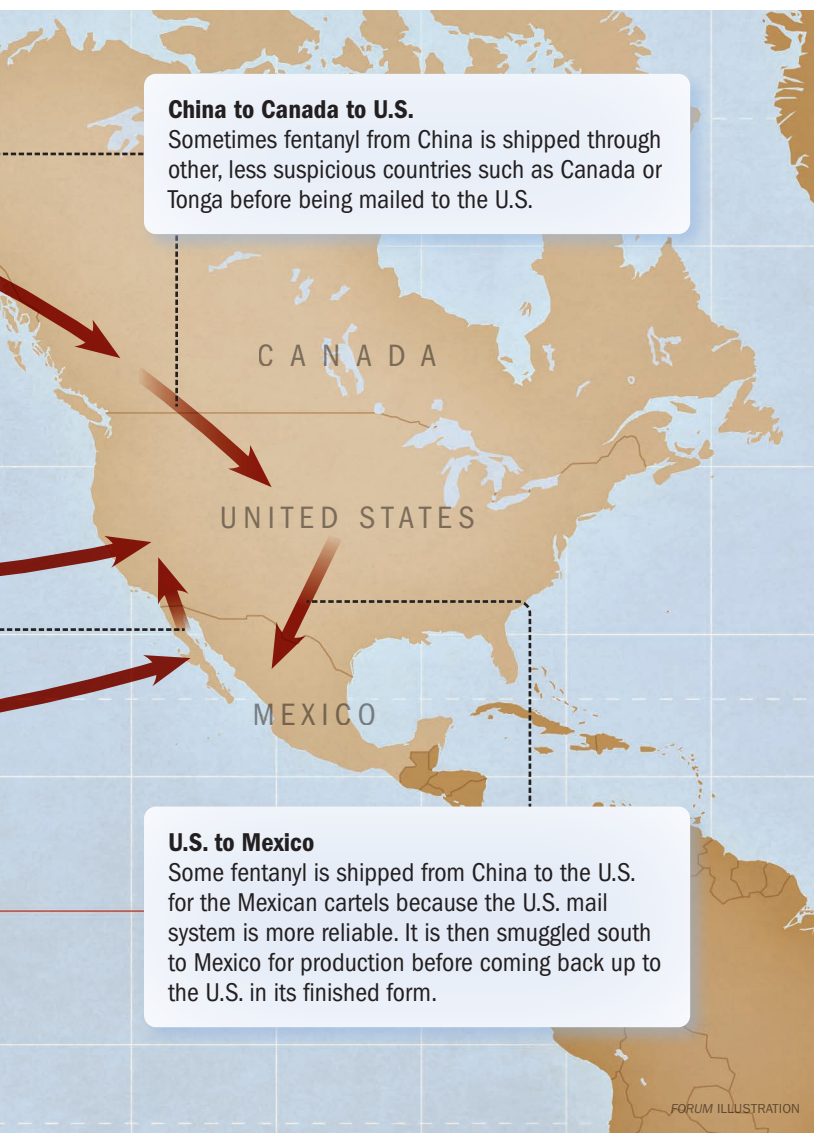 China to Canada to U.S.
Sometimes fentanyl from China is shipped through
other, less suspicious countries such as Canada or
Tonga before being mailed to the U.S.
CANADA
UNITED STATES
MEXICO
U.S. to Mexico
Some fentanyl is shipped from China to the U.S.
for the Mexican cartels because the U.S. mail
system is more reliable. It is then smuggled south
to Mexico for production before coming back up to
the U.S. in its finished form.
FORUM ILLUSTRATION